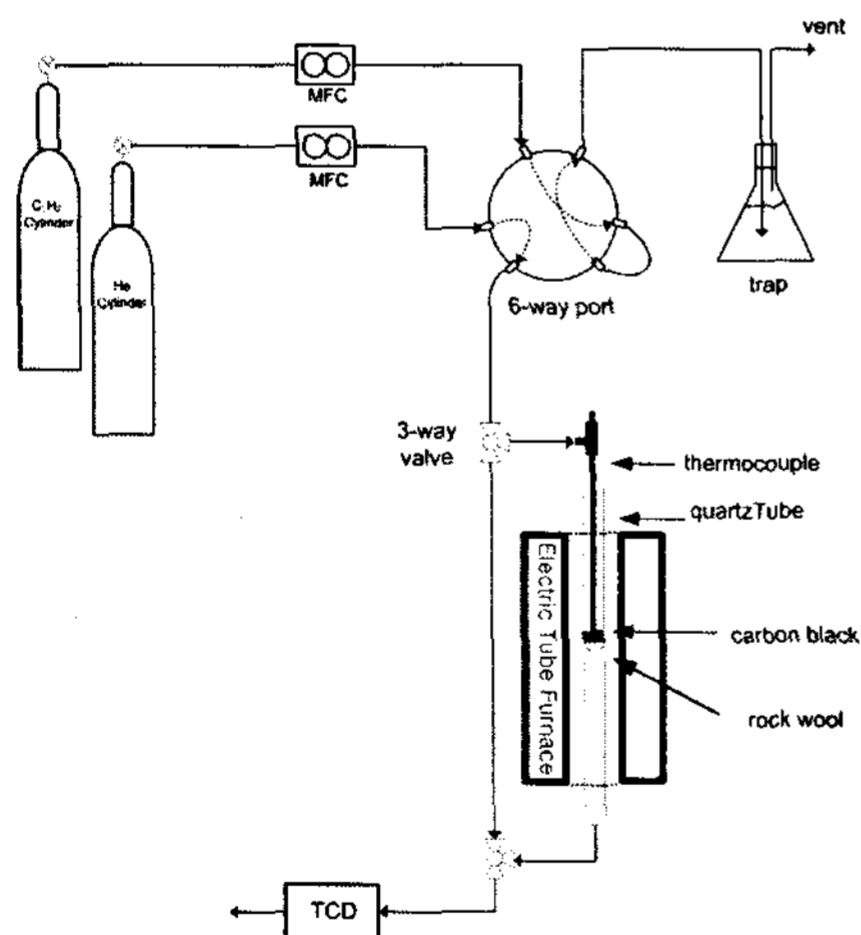 vent
MFC
MFC
Cylinder
He
Cylinder
trap
6-way port
3-way
valve
thermocouple
quartzTube
Electric Tube Furnace
carbon black
rock wool
TCD